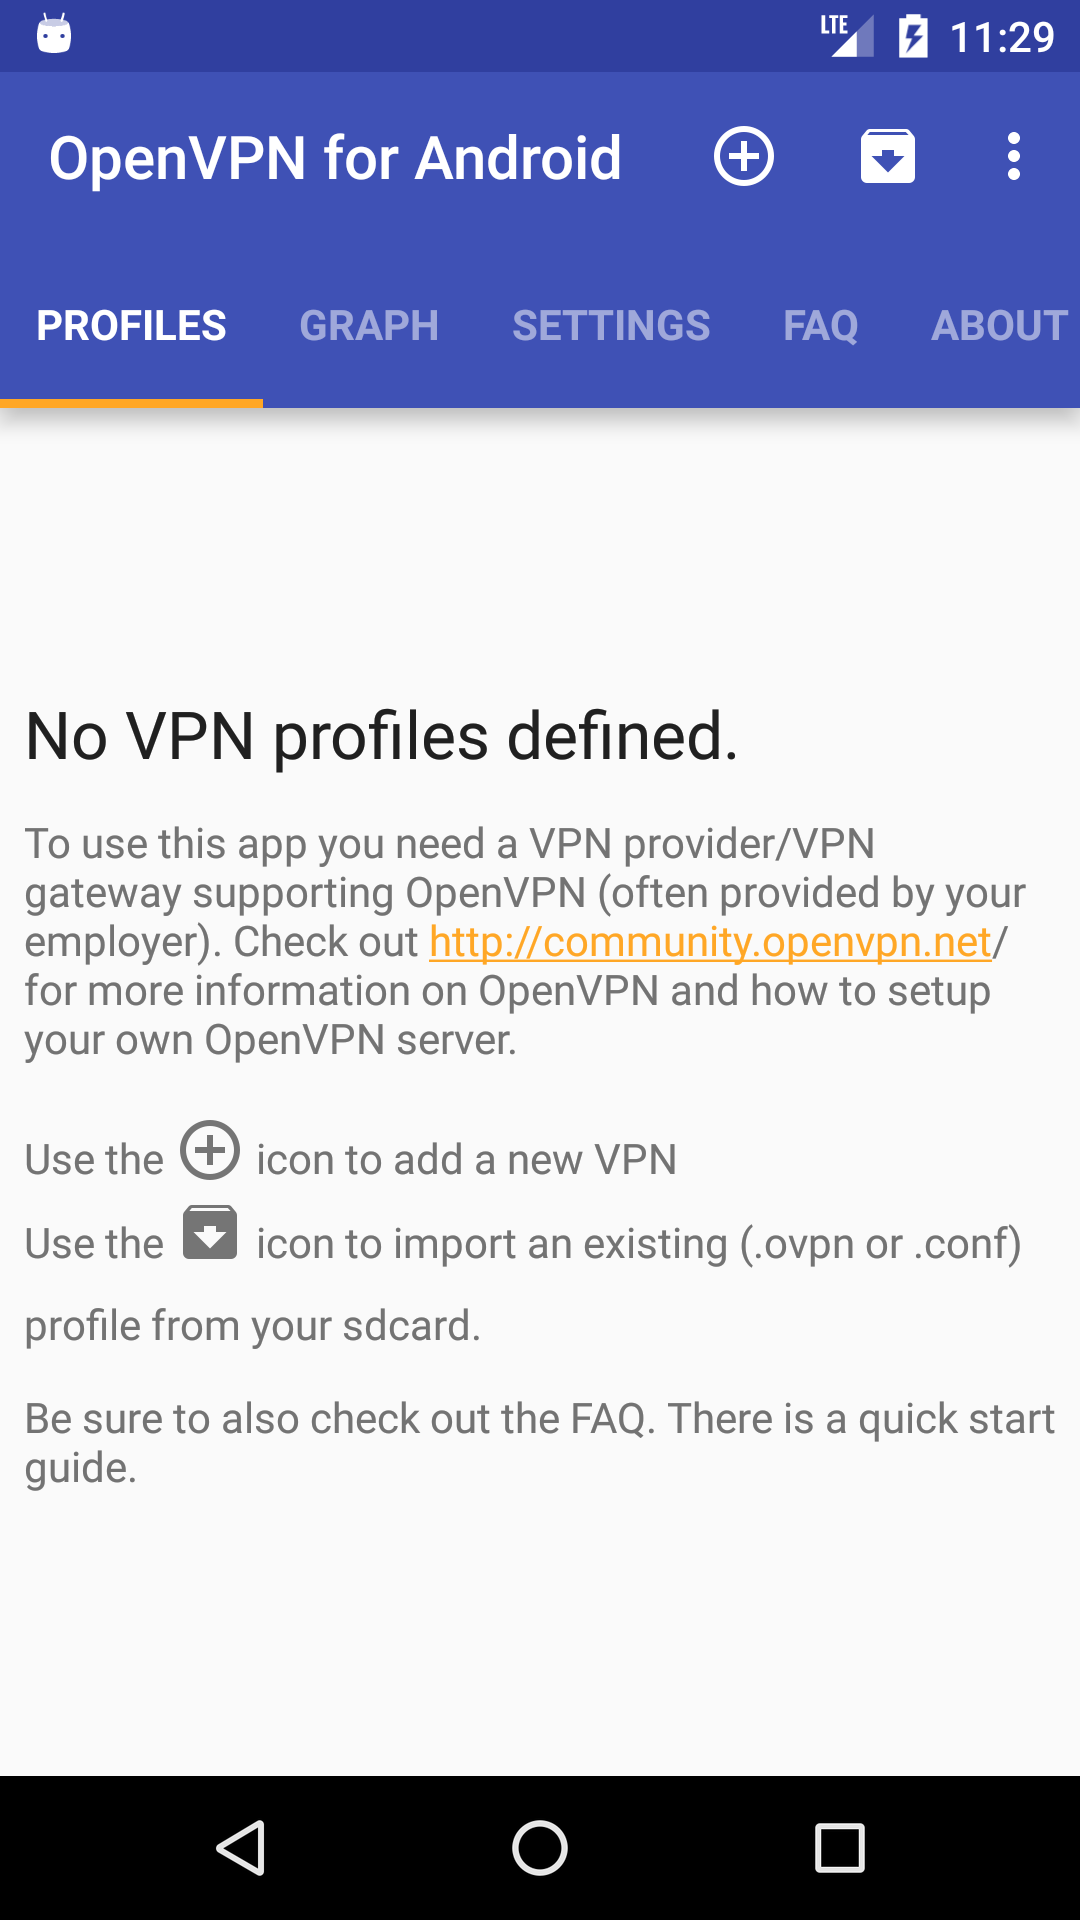 LTE 11:29
OpenVPN for Android
PROFILES GRAPH SETTINGS FAQ ABOUT
No VPN profiles defined.
To use this app you need a VPN provider/VPN
gateway supporting OpenVPN (often provided by your
employer). Check out http://community.openvpn.net/
for more information on OpenVPN and how to setup
your own OpenVPN server.
Use the icon to add a new VPN
Use the icon to import an existing (.ovpn or .conf)
profile from your sdcard.
Be sure to also check out the FAQ. There is a quick start
guide.